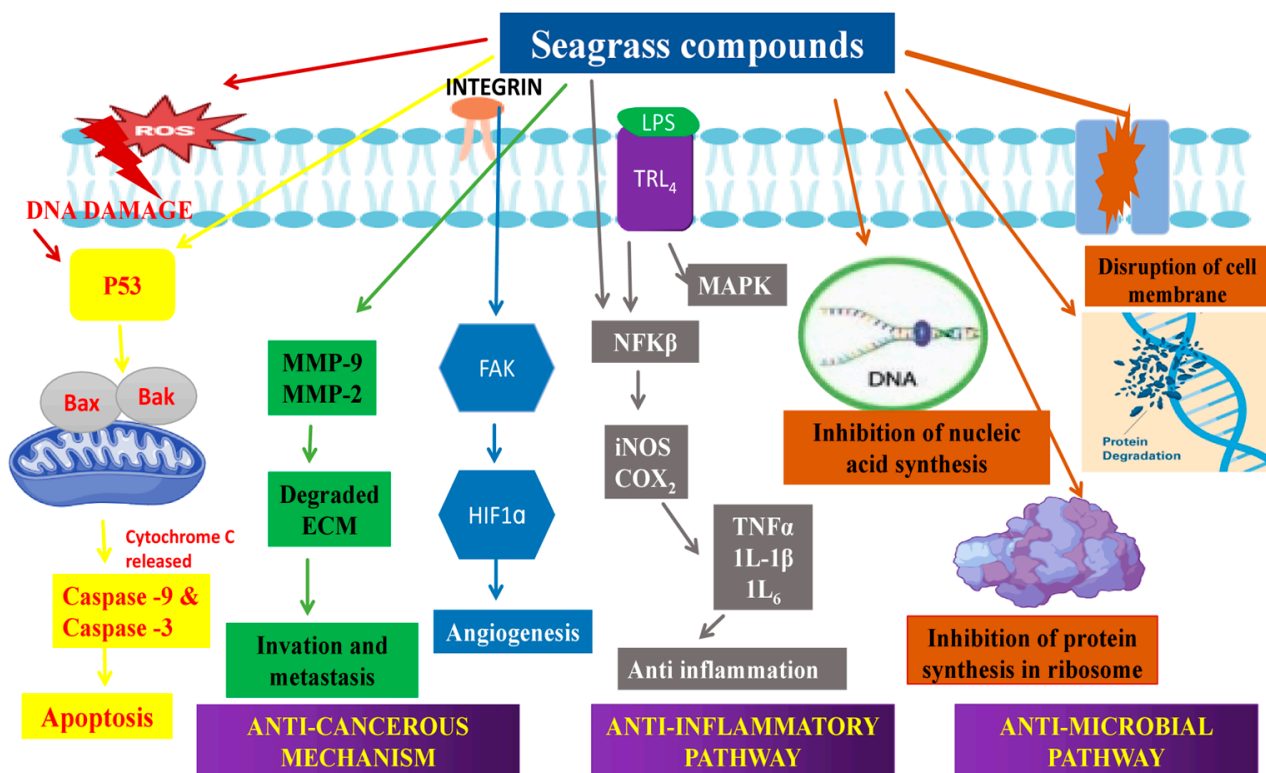 Seagrass compounds
INTEGRIN
ROS
LPS
TRL4
DNA DAMAGE
P53
MAPK
Disruption of cell
membrane
NFKβ
MMP-9
MMP-2
FAK
DNA
Bax
Bak
Inhibition of nucleic
acid synthesis
Protein
Degradation
iNOS
COX2
Degraded
ECM
HIF1α
TNFα
1L-1β
1L6
Cytochrome C
released
Caspase -9 &
Caspase -3
Invation and
metastasis
Angiogenesis
Anti inflammation
Inhibition of protein
synthesis in ribosome
Apoptosis
ANTI-CANCEROUS
MECHANISM
ANTI-INFLAMMATORY
PATHWAY
ANTI-MICROBIAL
PATHWAY